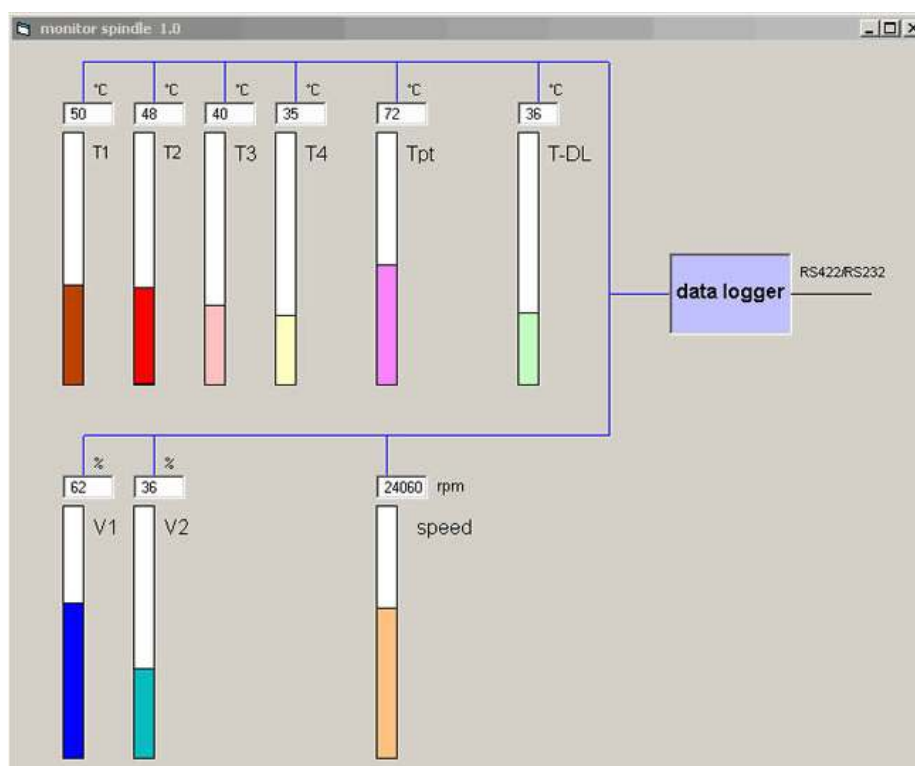 monitor spindle 1.0
°C °C °C °C °C °C
50 48 40 35 72 36
T1 T2 T3 T4 Tpt T-DL
RS422/RS232
data logger
% %
62 36 24060 rpm
V1 V2 speed